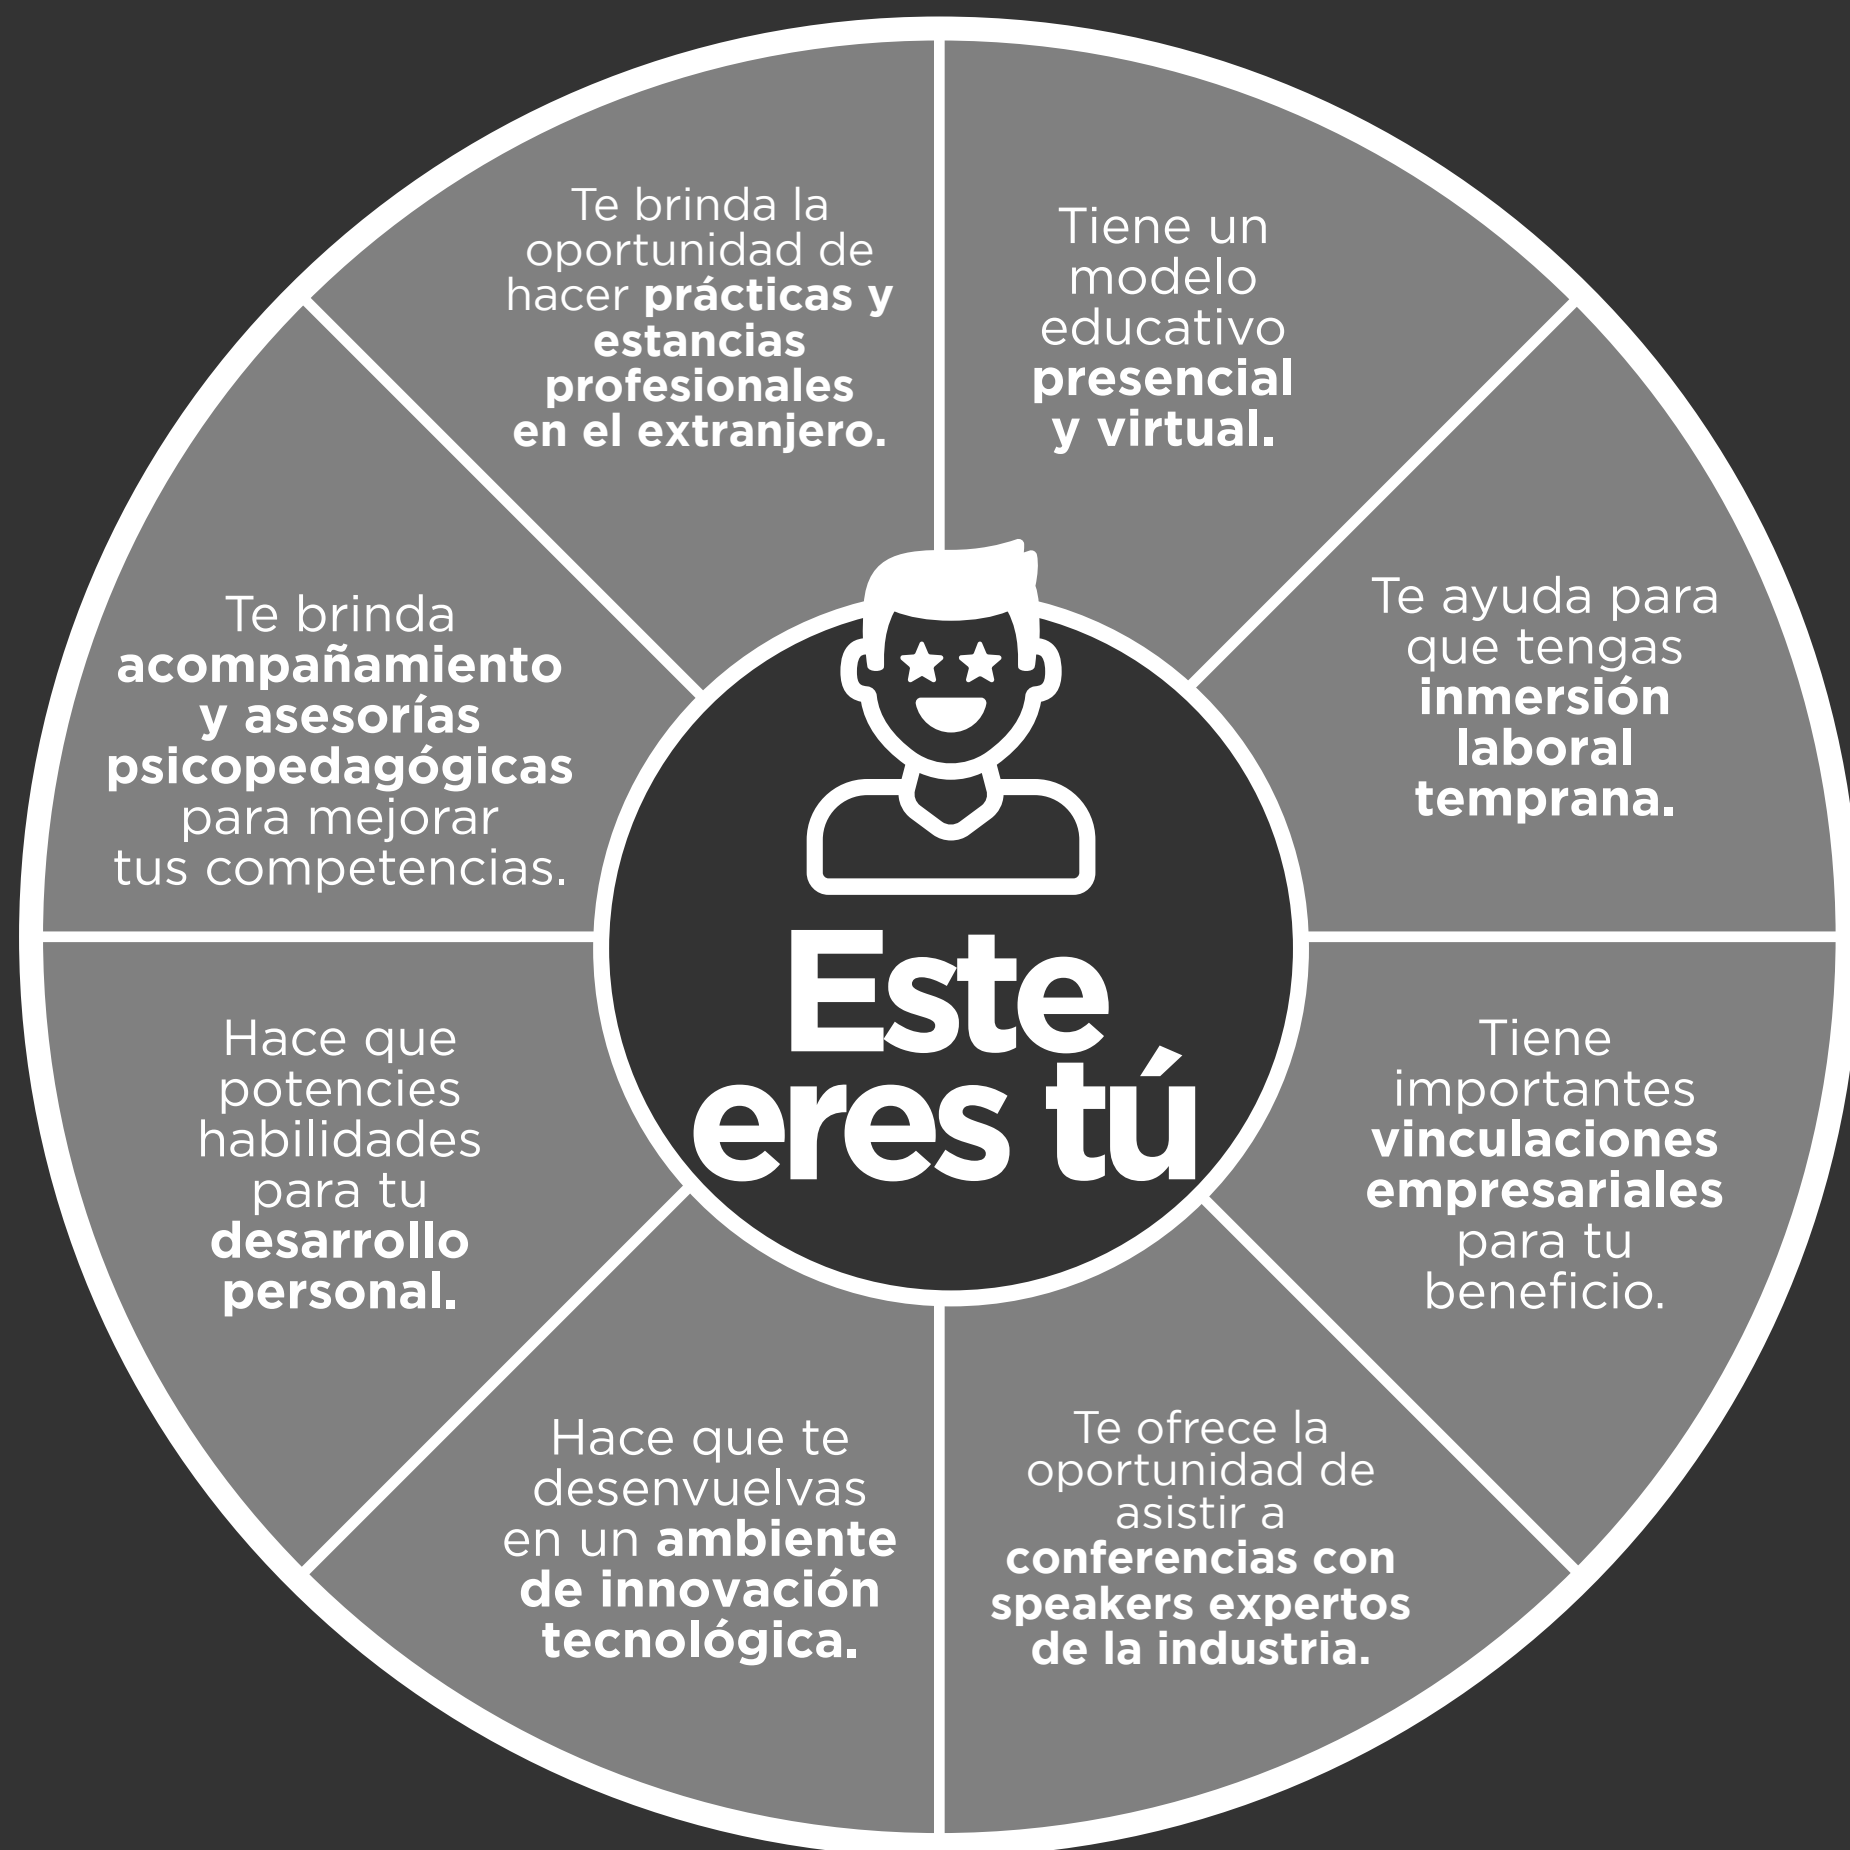 Te brinda la
oportunidad de
hacer prácticas y
estancias
profesionales
en el extranjero.
Tiene un
modelo
educativo
presencial
y virtual.
Te ayuda para
que tengas
inmersión
laboral
temprana.
Tiene
importantes
vinculaciones
empresariales
para tu
beneficio.
Te ofrece la
oportunidad de
asistir a
conferencias con
speakers expertos
de la industria.
Hace que te
desenvuelvas
en un ambiente
de innovación
tecnológica.
Hace que
potencies
habilidades
para tu
desarrollo
personal.
Te brinda
acompañamiento
y asesorías
psicopedagógicas
para mejorar
tus competencias.
Este
eres tú